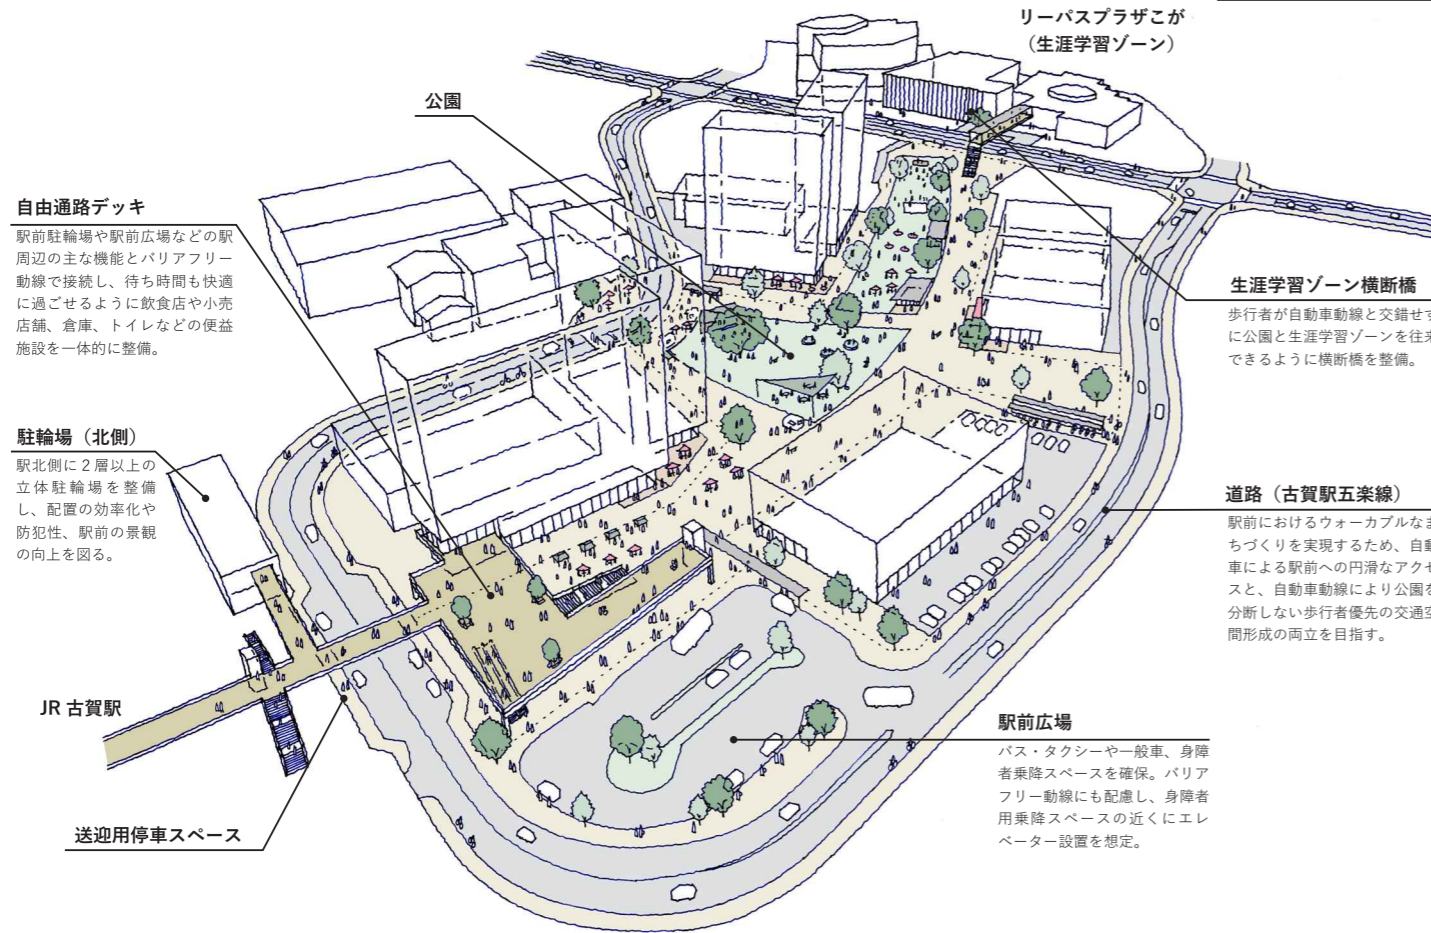 リーパスプラザこが
（生涯学習ゾーン）
公園
自由通路デッキ
駅前駐輪場や駅前広場などの駅
周辺の主な機能とバリアフリー
動線で接続し、待ち時間も快適
に過ごせるように飲食店や小売
店舗、倉庫、トイレなどの便益
施設を一体的に整備。
駐輪場（北側）
駅北側に２層以上の
立体駐輪場を整備
し、配置の効率化や
防犯性、駅前の景観
の向上を図る。
JR 古賀駅
送迎用停車スペース
生涯学習ゾーン横断橋
歩行者が自動車動線と交錯せず
に公園と生涯学習ゾーンを往来
できるように横断橋を整備。
道路（古賀駅五楽線）
駅前におけるウォーカブルなま
ちづくりを実現するため、自動
車による駅前への円滑なアクセ
スと、自動車動線により公園を
分断しない歩行者優先の交通空
間形成の両立を目指す。
駅前広場
バス・タクシーや一般車、身障
者乗降スペースを確保。バリア
フリー動線にも配慮し、身障者
用乗降スペースの近くにエレ
ベーター設置を想定。